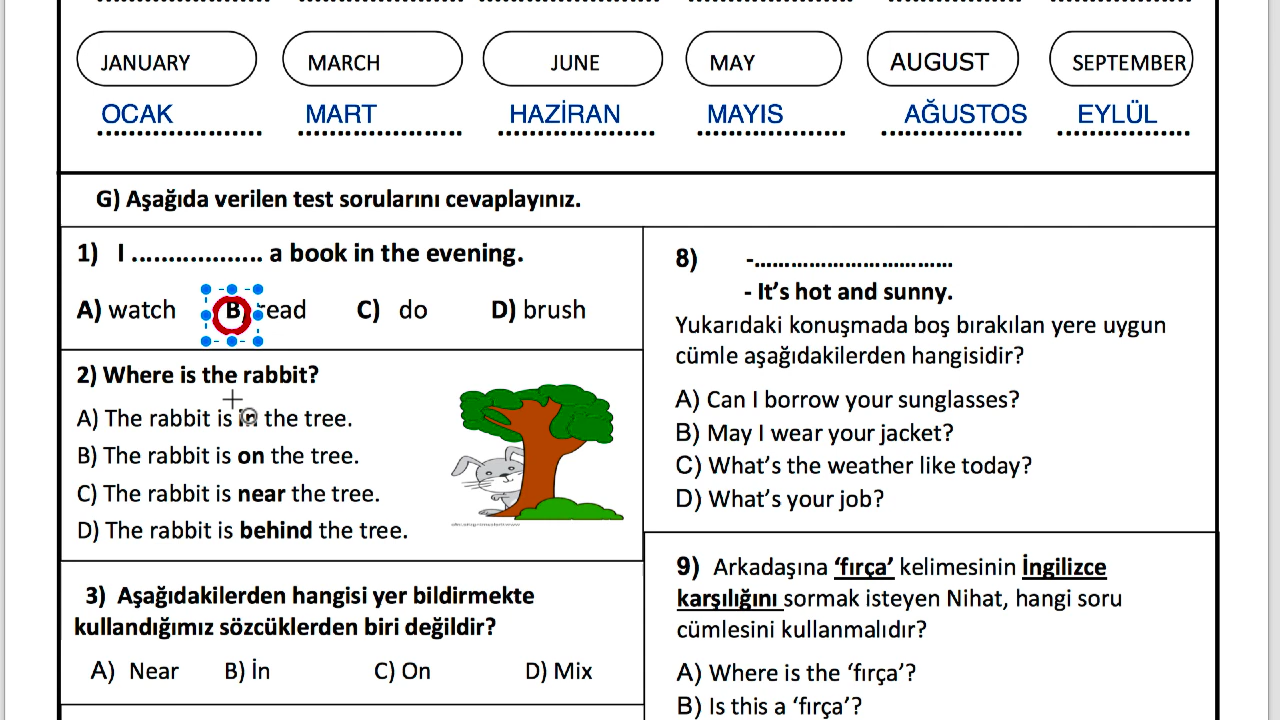 JANUARY MARCH JUNE MAY AUGUST SEPTEMBER
OCAK MART HAZİRAN MAYIS AĞUSTOS EYLÜL
G) Aşağıda verilen test sorularını cevaplayınız.
1) I .................. a book in the evening.
A) watch B) read C) do D) brush
2) Where is the rabbit?
A) The rabbit is in the tree.
B) The rabbit is on the tree.
C) The rabbit is near the tree.
D) The rabbit is behind the tree.
3) Aşağıdakilerden hangisi yer bildirmekte
kullandığımız sözcüklerden biri değildir?
A) Near B) İn C) On D) Mix
8) -.................................
- It’s hot and sunny.
Yukarıdaki konuşmada boş bırakılan yere uygun
cümle aşağıdakilerden hangisidir?
A) Can I borrow your sunglasses?
B) May I wear your jacket?
C) What’s the weather like today?
D) What’s your job?
9) Arkadaşına ‘fırça’ kelimesinin İngilizce
karşılığını sormak isteyen Nihat, hangi soru
cümlesini kullanmalıdır?
A) Where is the ‘fırça’?
B) Is this a ‘fırça’?